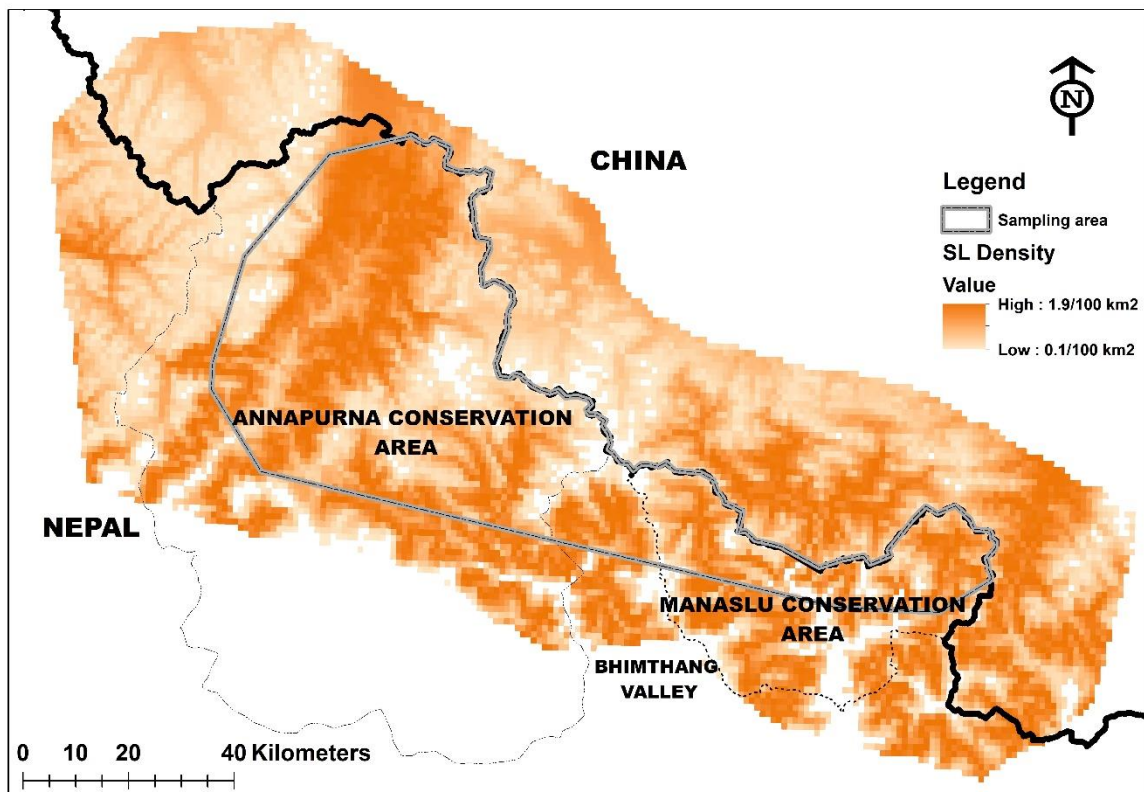 N
CHINA
Legend
Sampling area
SL Density
Value
High : 1.9/100 km2
Low : 0.1/100 km2
ANNAPURNA CONSERVATION
AREA
NEPAL
MANASLU CONSERVATION
AREA
BHIMTHANG
VALLEY
0 10 20 40 Kilometers